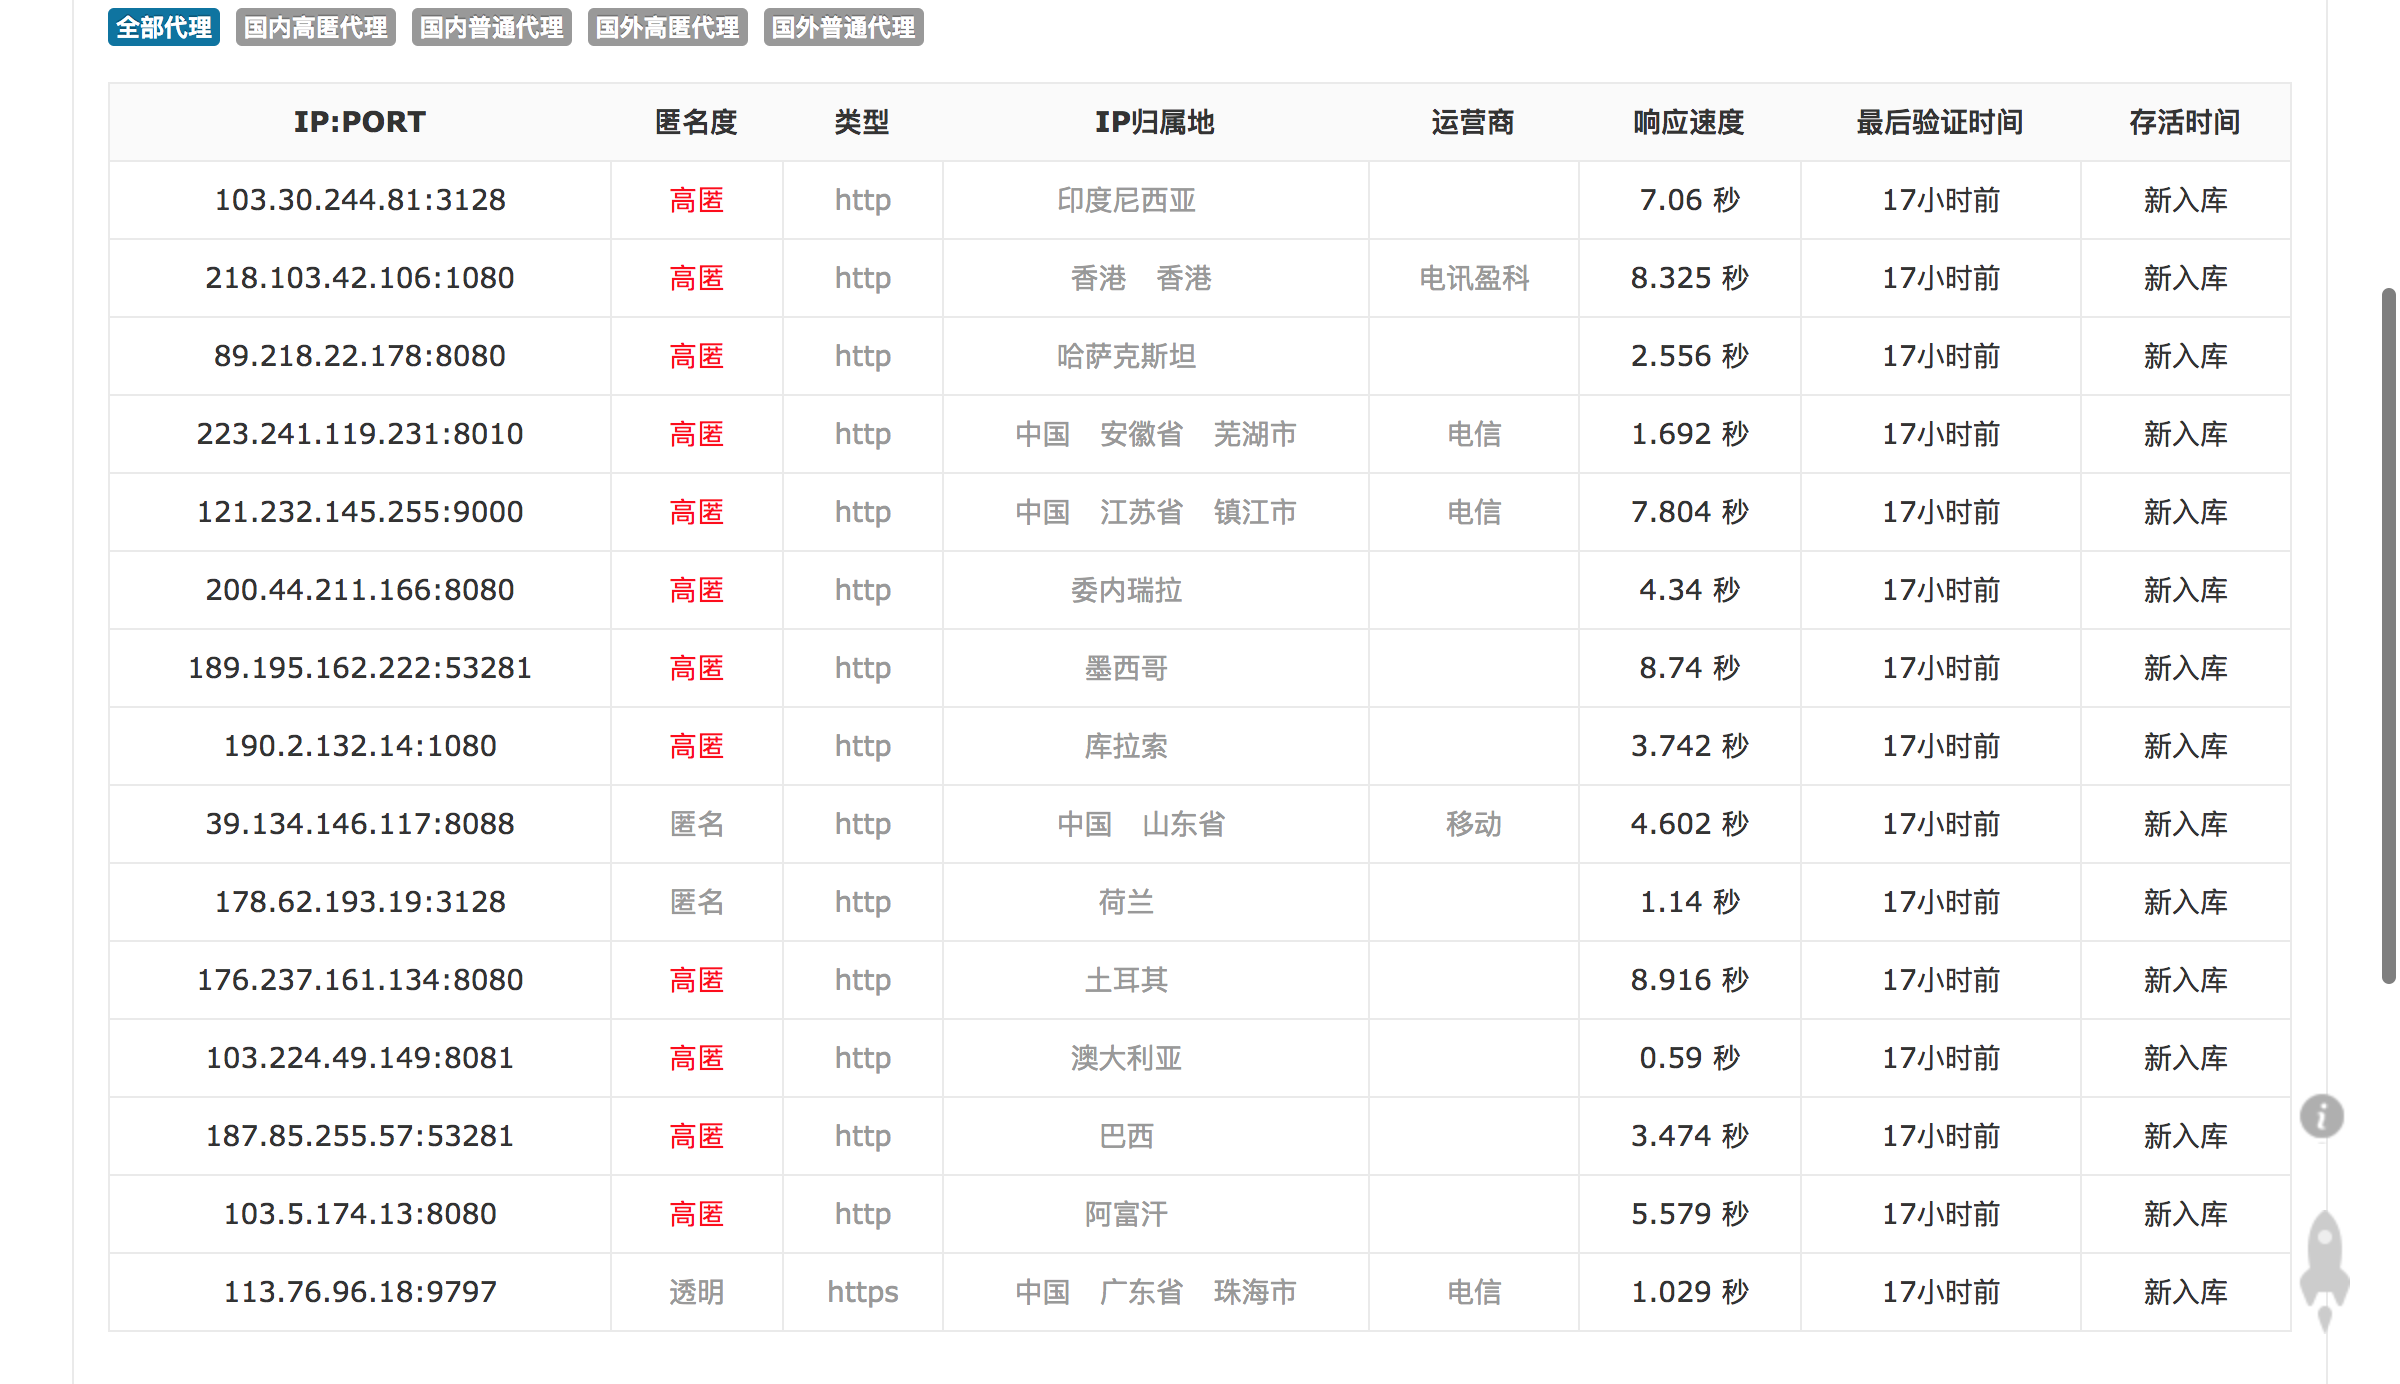 全部代理 国内高匿代理 国内普通代理 国外高匿代理 国外普通代理
IP:PORT 匿名度 类型 IP归属地 运营商 响应速度 最后验证时间 存活时间
103.30.244.81:3128 高匿 http 印度尼西亚 7.06 秒 17小时前 新入库
218.103.42.106:1080 高匿 http 香港 香港 电讯盈科 8.325 秒 17小时前 新入库
89.218.22.178:8080 高匿 http 哈萨克斯坦 2.556 秒 17小时前 新入库
223.241.119.231:8010 高匿 http 中国 安徽省 芜湖市 电信 1.692 秒 17小时前 新入库
121.232.145.255:9000 高匿 http 中国 江苏省 镇江市 电信 7.804 秒 17小时前 新入库
200.44.211.166:8080 高匿 http 委内瑞拉 4.34 秒 17小时前 新入库
189.195.162.222:53281 高匿 http 墨西哥 8.74 秒 17小时前 新入库
190.2.132.14:1080 高匿 http 库拉索 3.742 秒 17小时前 新入库
39.134.146.117:8088 匿名 http 中国 山东省 移动 4.602 秒 17小时前 新入库
178.62.193.19:3128 匿名 http 荷兰 1.14 秒 17小时前 新入库
176.237.161.134:8080 高匿 http 土耳其 8.916 秒 17小时前 新入库
103.224.49.149:8081 高匿 http 澳大利亚 0.59 秒 17小时前 新入库
187.85.255.57:53281 高匿 http 巴西 3.474 秒 17小时前 新入库
103.5.174.13:8080 高匿 http 阿富汗 5.579 秒 17小时前 新入库
113.76.96.18:9797 透明 https 中国 广东省 珠海市 电信 1.029 秒 17小时前 新入库